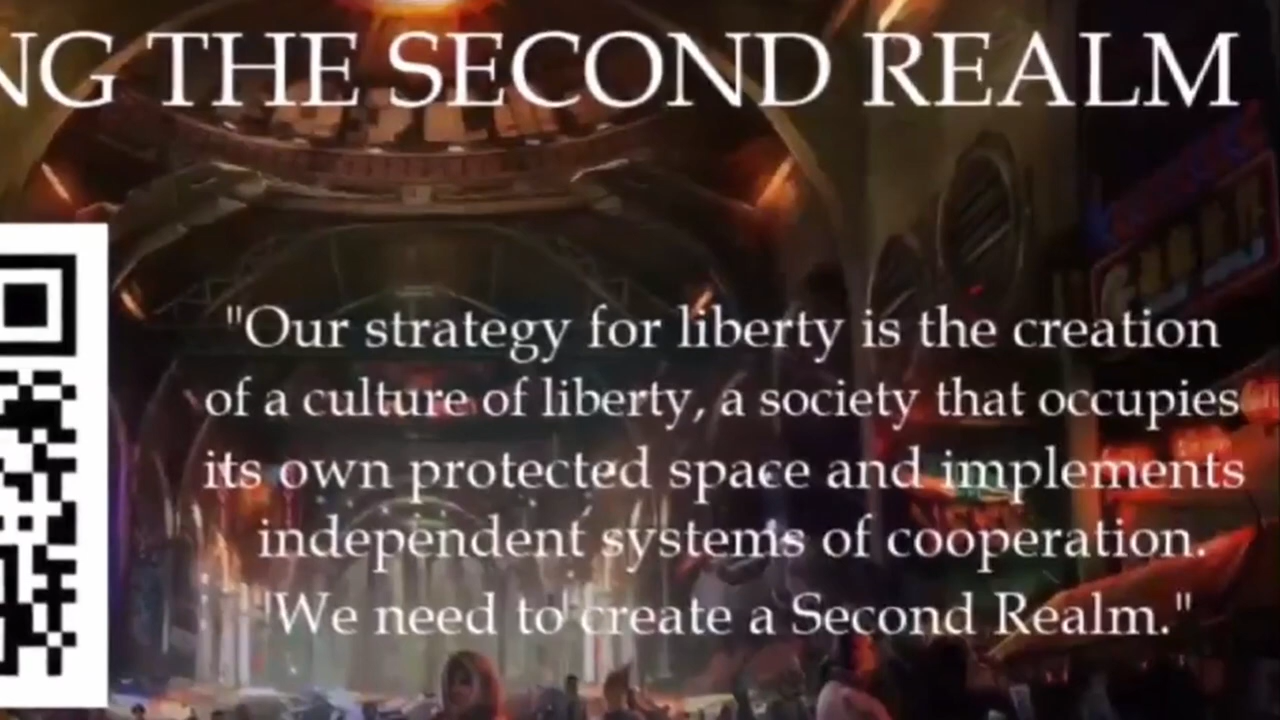 NG THE SECOND REALM
"Our strategy for liberty is the creation
of a culture of liberty, a society that occupies
its own protected space and implements
independent systems of cooperation.
"We need to create a Second Realm."